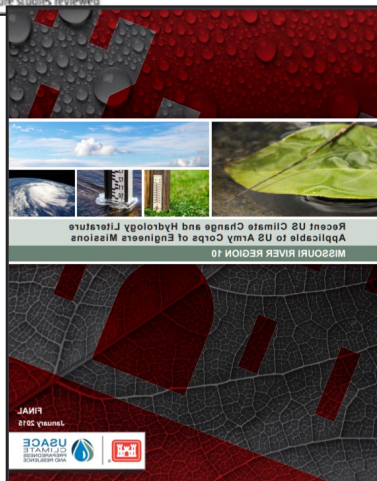 Recent US Climate Change and Hydrology Literature
Applicable to US Army Corps of Engineers Missions
MISSOURI RIVER REGION 10
FINAL
January 2015
USACE
CLIMATE
PREPAREDNESS
AND RESILIENCE